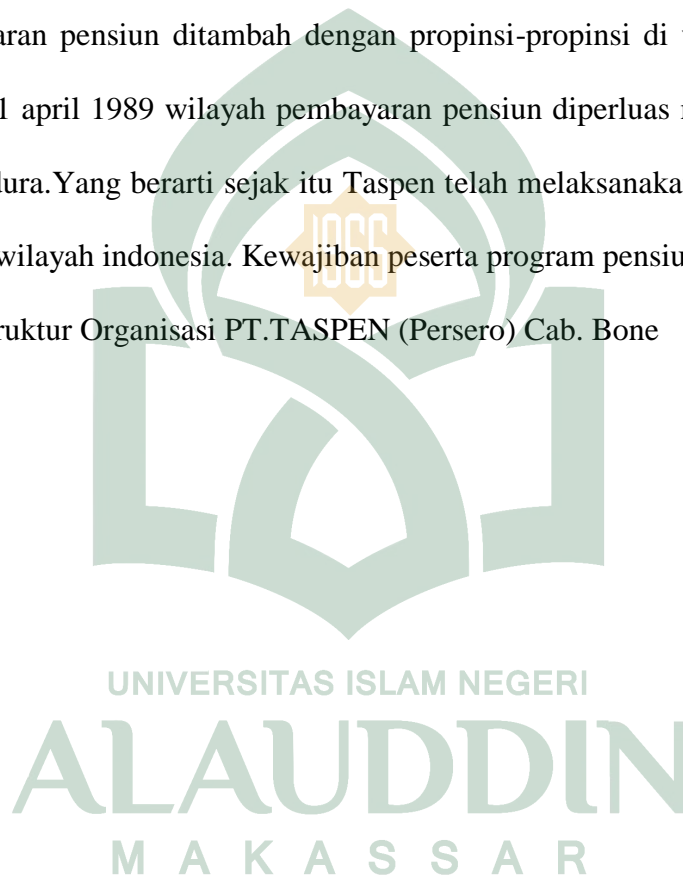 aran pensiun ditambah dengan propinsi-propinsi di
1 april 1989 wilayah pembayaran pensiun diperluas
dura.Yang berarti sejak itu Taspen telah melaksanaka
wilayah indonesia. Kewajiban peserta program pensiu
ruktur Organisasi PT.TASPEN (Persero) Cab. Bone
1965
UNIVERSITAS ISLAM NEGERI
ALAUDDIN
MAKASSAR